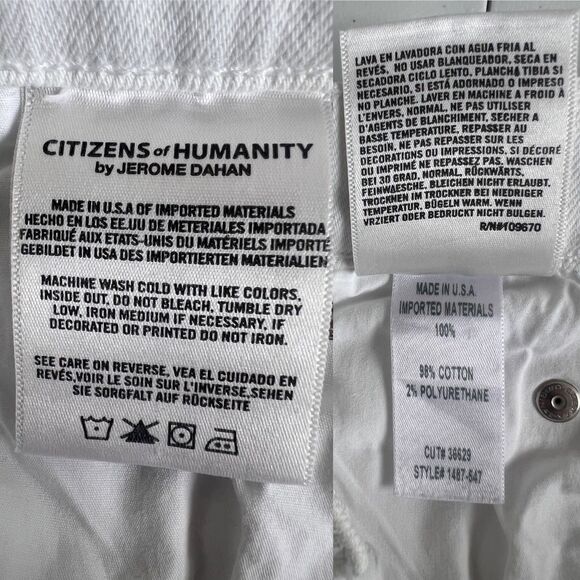 CITIZENS of HUMANITY
by JEROME DAHAN
MADE IN U.S.A OF IMPORTED MATERIALS
HECHO EN LOS EE.UU DE METERIALES IMPORTADA
FABRIQUÉ AUX ETATS-UNIS DU MATÉRIELS IMPORTÉ
GEBILDET IN USA DES IMPORTIERTEN MATERIALIEN
MACHINE WASH COLD WITH LIKE COLORS,
INSIDE OUT, DO NOT BLEACH, TUMBLE DRY
LOW, IRON MEDIUM IF NECESSARY, IF
DECORATED OR PRINTED DO NOT IRON.
SEE CARE ON REVERSE, VEA EL CUIDADO EN
REVÉS,VOIR LE SOIN SUR L'INVERSE,SEHEN
SIE SORGFALT AUF RÜCKSEITE
LAVA EN LAVADORA CON AGUA FRIA AL
REVÉS, NO USAR BLANQUEADOR, SECA EN
SECADORA CICLO LENTO, PLANCHA TIBIA SI
NECESARIO, SI ESTÁ ADORNADO O IMPRESO
NO PLANCHE. LAVER EN MACHINE A FROID À
L'ENVERS, NORMAL, NE PAS UTILISER
D'AGENTS DE BLANCHIMENT, SECHER A
BASSE TEMPERATURE, REPASSER AU
BESOIN. NE PAS REPASSER SUR LES
DECORATIONS OU IMPRESSIONS, SI DÉCORÉ
OU IMPRIMÉ NE REPASSEZ PAS. WASCHEN
BEI 30 GRAD, NORMAL, RÜCKWÄRTS,
FEINWAESCHE, BLEICHEN NICHT ERLAUBT.
TROCKNEN IM TROCKNER BEI NIEDRIGER
TEMPERATUR, BÜGELN WARM. WENN
VRZIERT ODER BEDRUCKT NICHT BULGEN.
R/N#109670
MADE IN U.S.A.
IMPORTED MATERIALS
100%
98% COTTON
2% POLYURETHANE
CUT# 38629
STYLE# 1487-547